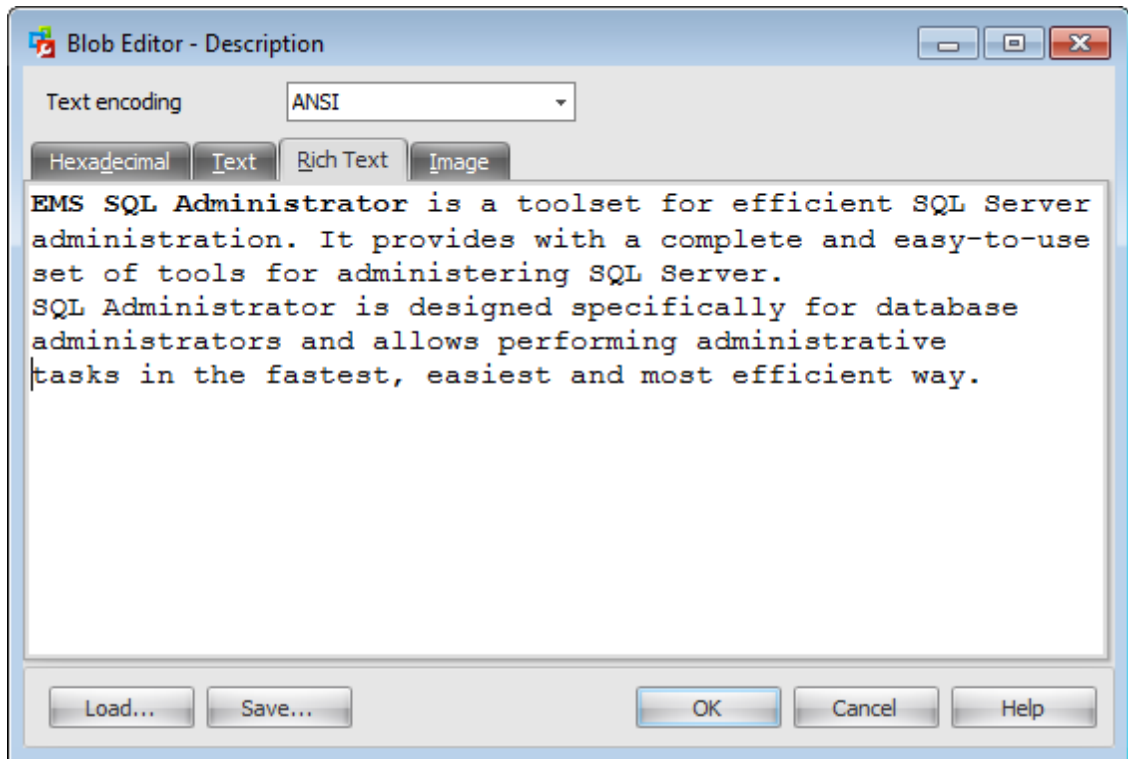 Blob Editor - Description
Text encoding ANSI
Hexadecimal Text Rich Text Image
EMS SQL Administrator is a toolset for efficient SQL Server
administration. It provides with a complete and easy-to-use
set of tools for administering SQL Server.
SQL Administrator is designed specifically for database
administrators and allows performing administrative
tasks in the fastest, easiest and most efficient way.
Load... Save... OK Cancel Help